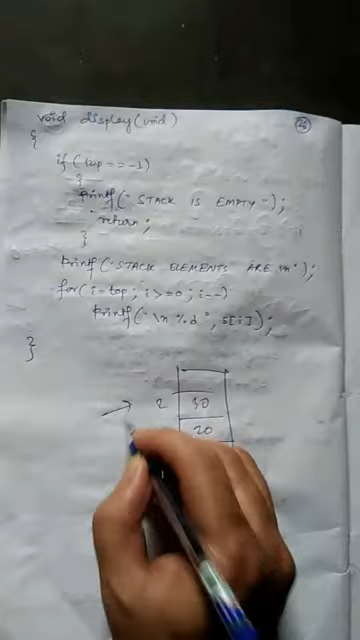 void display(void)
26
{
if(top==-1)
{
printf("STACK IS EMPTY");
return;
}
printf("STACK ELEMENTS ARE \n");
for(i=top; i>=0; i--)
printf("\n %d", s[i]);
}
2 30
20